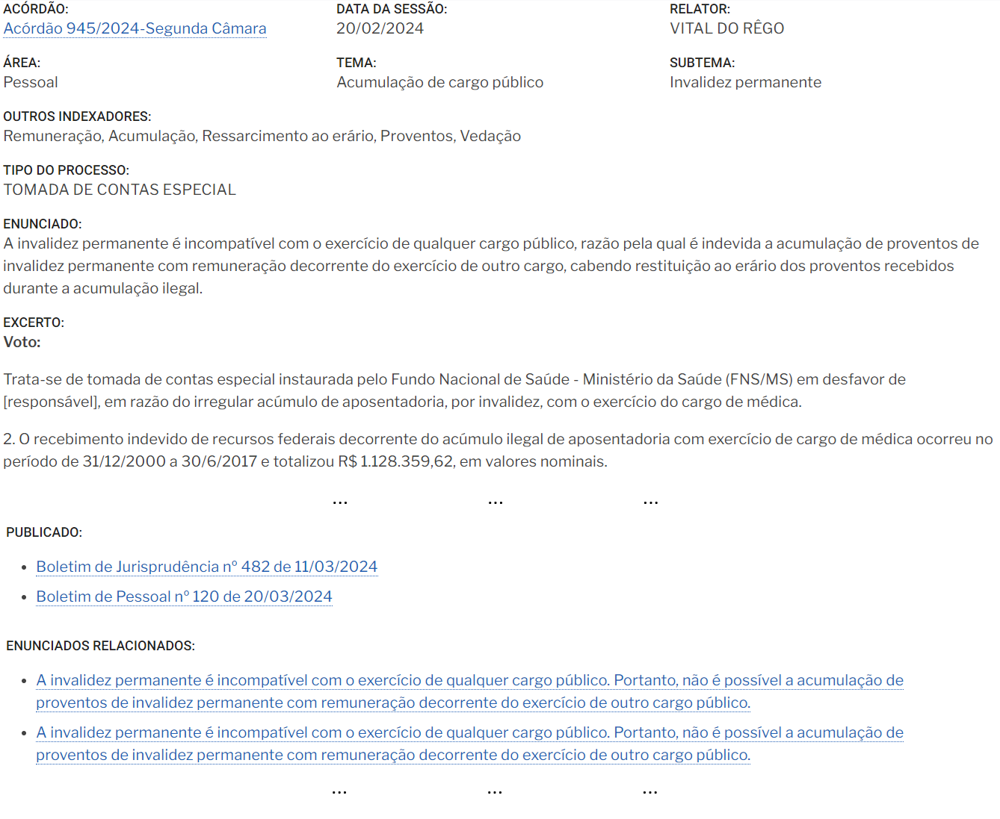 ACÓRDÃO:
Acórdão 945/2024-Segunda Câmara
DATA DA SESSÃO:
20/02/2024
RELATOR:
VITAL DO RÊGO
ÁREA:
Pessoal
TEMA:
Acumulação de cargo público
SUBTEMA:
Invalidez permanente
OUTROS INDEXADORES:
Remuneração, Acumulação, Ressarcimento ao erário, Proventos, Vedação
TIPO DO PROCESSO:
TOMADA DE CONTAS ESPECIAL
ENUNCIADO:
A invalidez permanente é incompatível com o exercício de qualquer cargo público, razão pela qual é indevida a acumulação de proventos de
invalidez permanente com remuneração decorrente do exercício de outro cargo, cabendo restituição ao erário dos proventos recebidos
durante a acumulação ilegal.
EXCERTO:
Voto:
Trata-se de tomada de contas especial instaurada pelo Fundo Nacional de Saúde - Ministério da Saúde (FNS/MS) em desfavor de
[responsável], em razão do irregular acúmulo de aposentadoria, por invalidez, com o exercício do cargo de médica.
2. O recebimento indevido de recursos federais decorrente do acúmulo ilegal de aposentadoria com exercício de cargo de médica ocorreu no
período de 31/12/2000 a 30/6/2017 e totalizou R$ 1.128.359,62, em valores nominais.
... ... ...
PUBLICADO:
• Boletim de Jurisprudência nº 482 de 11/03/2024
• Boletim de Pessoal nº 120 de 20/03/2024
ENUNCIADOS RELACIONADOS:
• A invalidez permanente é incompatível com o exercício de qualquer cargo público. Portanto, não é possível a acumulação de
proventos de invalidez permanente com remuneração decorrente do exercício de outro cargo público.
• A invalidez permanente é incompatível com o exercício de qualquer cargo público. Portanto, não é possível a acumulação de
proventos de invalidez permanente com remuneração decorrente do exercício de outro cargo público.
... ... ...